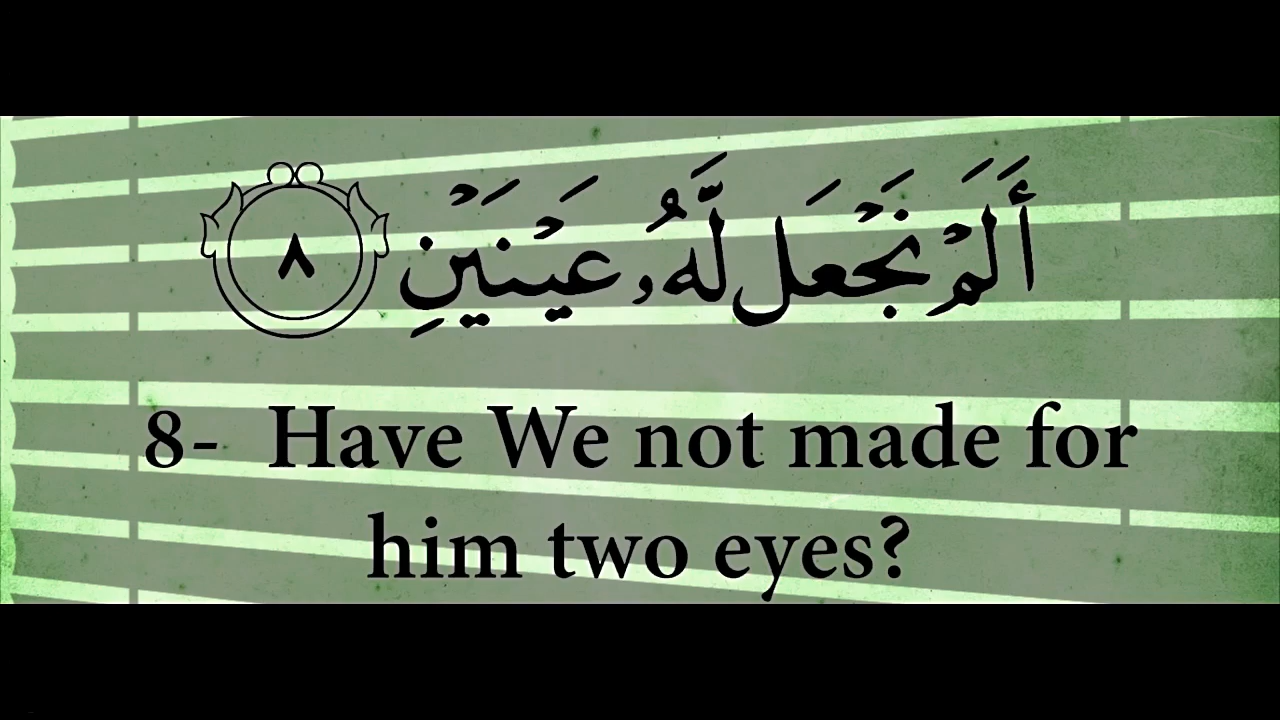 أَلَمْ نَجْعَل لَّهُۥ عَيْنَيْنِ ٨
8- Have We not made for
him two eyes?